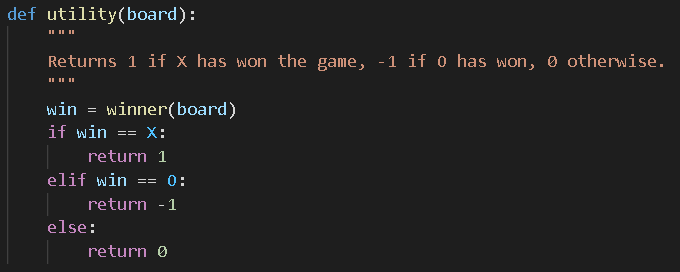 def utility(board):
    """
    Returns 1 if X has won the game, -1 if O has won, 0 otherwise.
    """
    win = winner(board)
    if win == X:
        return 1
    elif win == O:
        return -1
    else:
        return 0